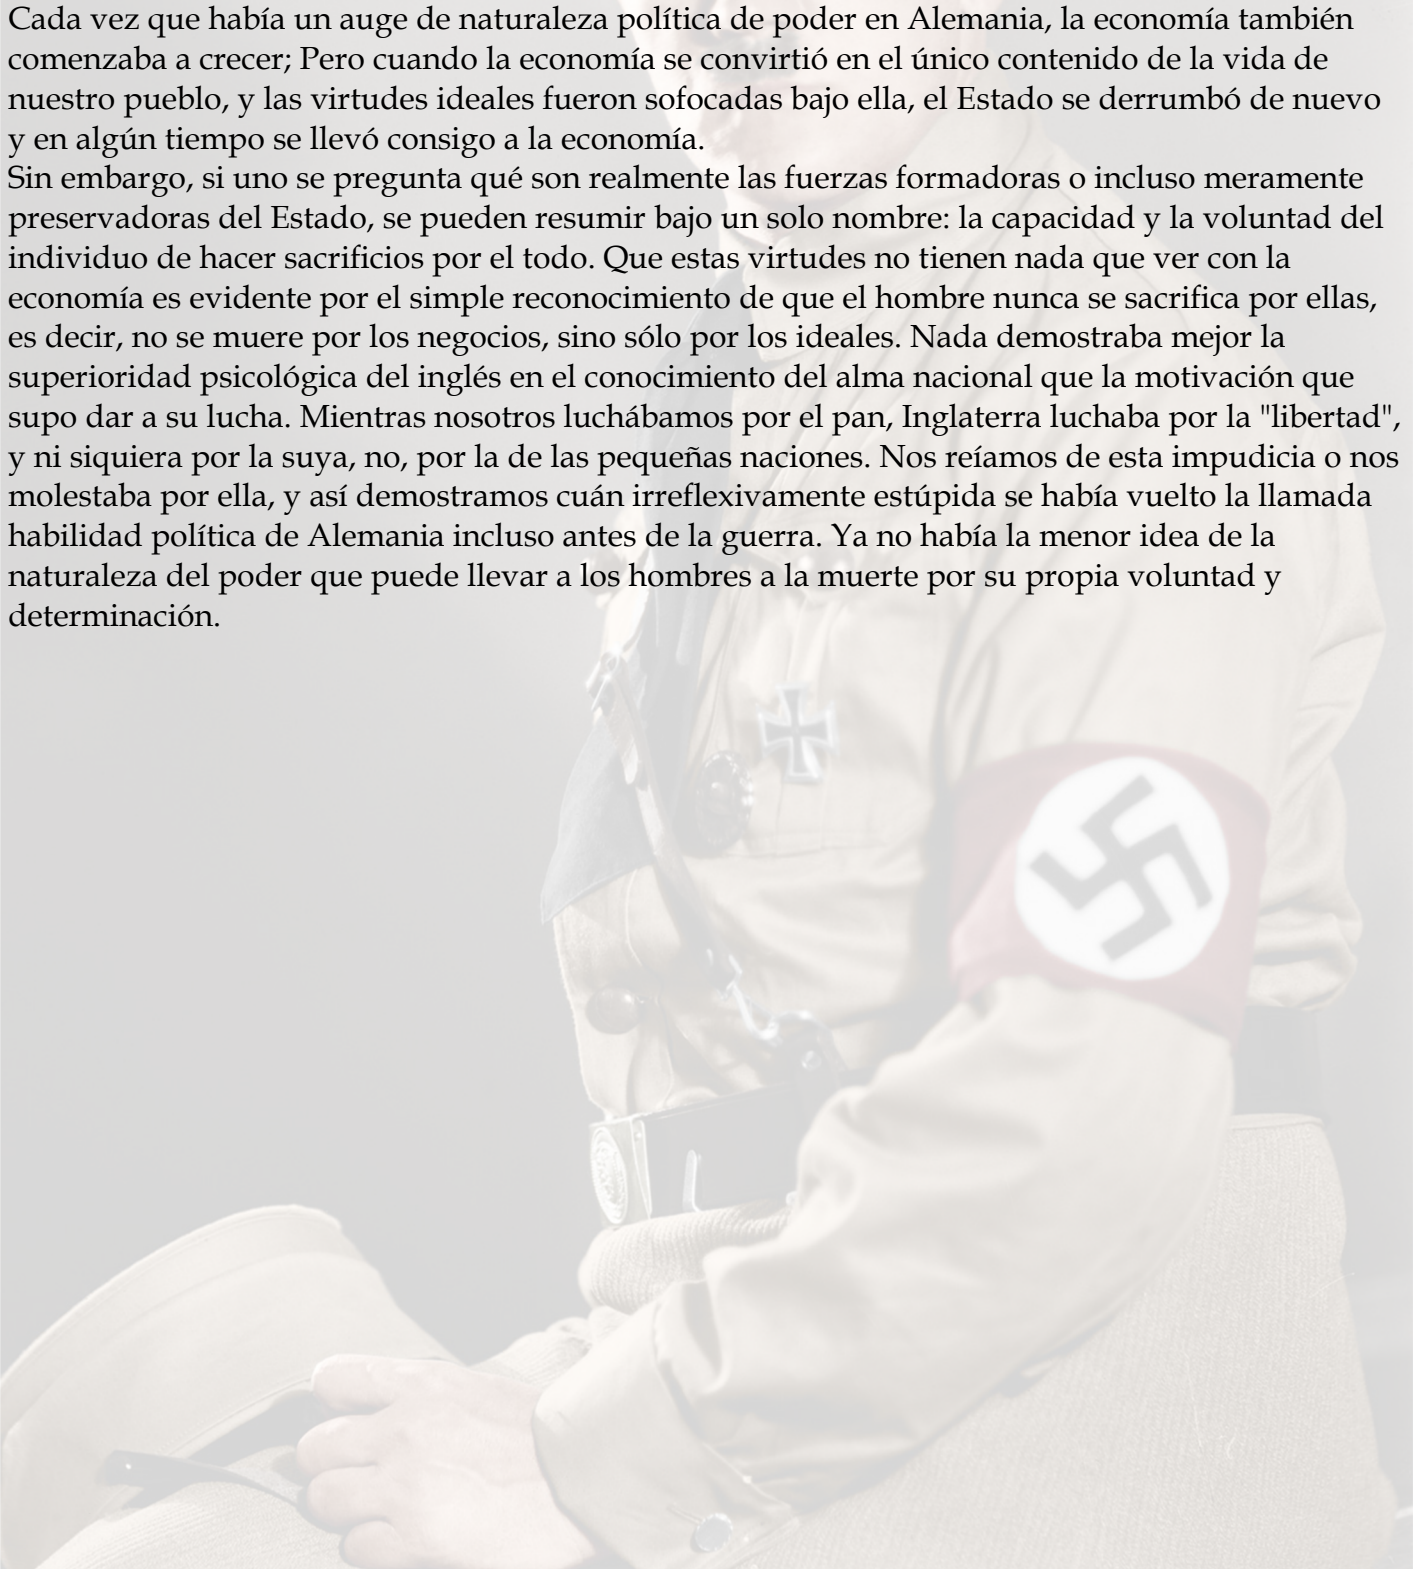 Cada vez que había un auge de naturaleza política de poder en Alemania, la economía también
comenzaba a crecer; Pero cuando la economía se convirtió en el único contenido de la vida de
nuestro pueblo, y las virtudes ideales fueron sofocadas bajo ella, el Estado se derrumbó de nuevo
y en algún tiempo se llevó consigo a la economía.
Sin embargo, si uno se pregunta qué son realmente las fuerzas formadoras o incluso meramente
preservadoras del Estado, se pueden resumir bajo un solo nombre: la capacidad y la voluntad del
individuo de hacer sacrificios por el todo. Que estas virtudes no tienen nada que ver con la
economía es evidente por el simple reconocimiento de que el hombre nunca se sacrifica por ellas,
es decir, no se muere por los negocios, sino sólo por los ideales. Nada demostraba mejor la
superioridad psicológica del inglés en el conocimiento del alma nacional que la motivación que
supo dar a su lucha. Mientras nosotros luchábamos por el pan, Inglaterra luchaba por la "libertad",
y ni siquiera por la suya, no, por la de las pequeñas naciones. Nos reíamos de esta impudicia o nos
molestaba por ella, y así demostramos cuán irreflexivamente estúpida se había vuelto la llamada
habilidad política de Alemania incluso antes de la guerra. Ya no había la menor idea de la
naturaleza del poder que puede llevar a los hombres a la muerte por su propia voluntad y
determinación.